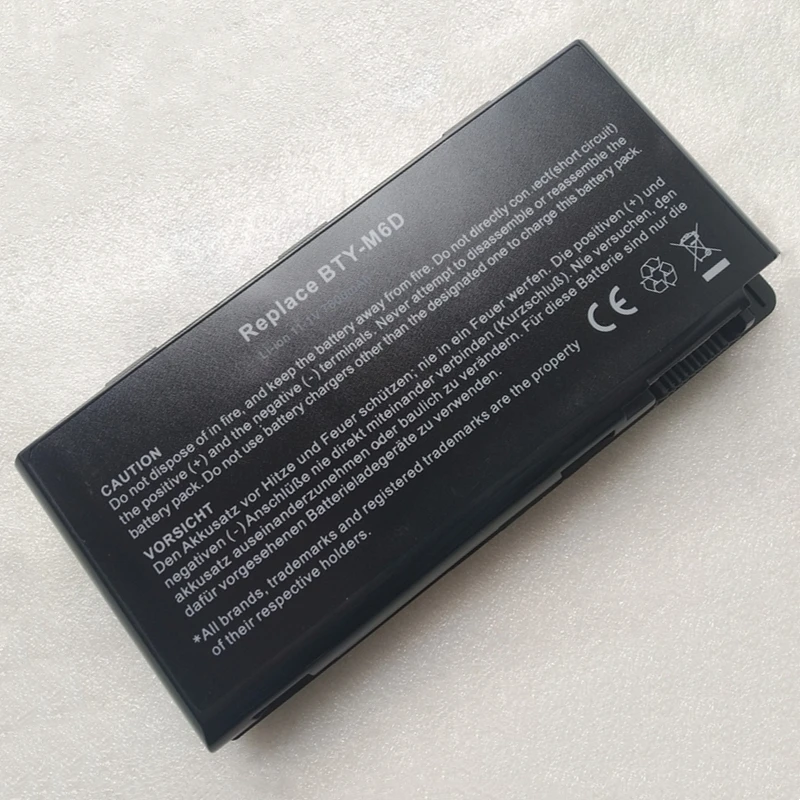 Replace BTY-M6D
Li-ion 11.1V
CAUTION
Do not dispose of in fire, and keep the battery away from fire. Do not directly connect(short circuit)
the positive (+) and the negative (-) terminals. Never attempt to disassemble or reassemble the
battery pack. Do not use battery chargers other than the designated one to charge this battery pack.
VORSICHT
Den Akkusatz vor Hitze und Feuer schützen; nie in ein Feuer werfen. Die positiven (+) und
negativen (-) Anschlüße nie direkt miteinander verbinden (Kurzschluß). Nie versuchen, den
akkusatz auseinanderzunehmen oder baulich zu verändern. Für diese Batterie sind nur die
dafür vorgesehenen Batterieladegeräte zu verwenden.
*All brands, trademarks and registered trademarks are the property
of their respective holders.
CE